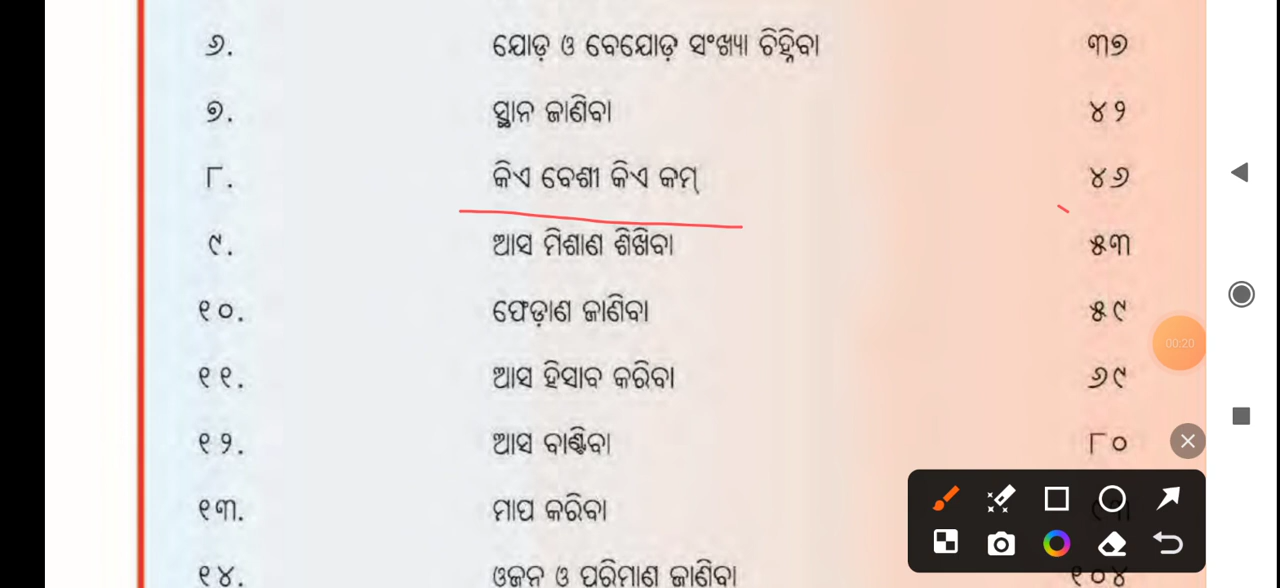 ୬. ଯୋଡ଼ ଓ ବେଯୋଡ଼ ସଂଖ୍ୟା ଚିହ୍ନିବା ୩୭
୭. ସ୍ଥାନ ଜାଣିବା ୪୨
୮. କିଏ ବେଶୀ କିଏ କମ୍ ୪୬
୯. ଆସ ମିଶାଣ ଶିଖିବା ୫୩
୧୦. ଫେଡ଼ାଣ ଜାଣିବା ୫୯
00:20
୧୧. ଆସ ହିସାବ କରିବା ୬୯
୧୨. ଆସ ବାଣ୍ଟିବା ୮୦
୧୩. ମାପ କରିବା ୯୩
୧୪. ଓଜନ ଓ ପରିମାଣ ଜାଣିବା ୧୦୪